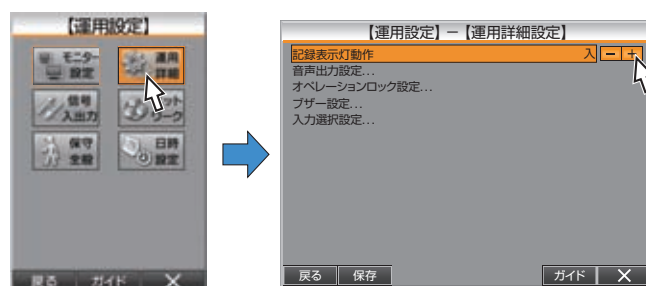 【運用設定】
モニター
設定
運用
詳細
信号
入出力
ネット
ワーク
保守
全般
日時
設定
戻る ガイド ×
【運用設定】－【運用詳細設定】
記録表示灯動作 入 － ＋
音声出力設定...
オペレーションロック設定...
ブザー設定...
入力選択設定...
戻る 保存 ガイド ×